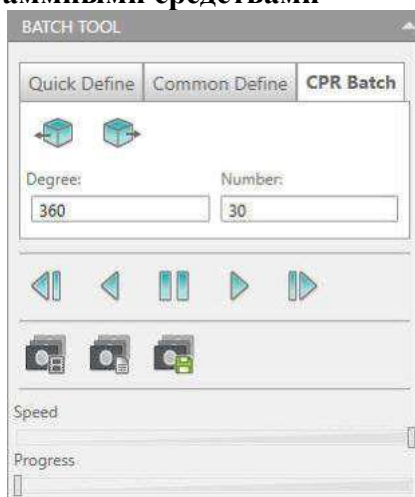 аммными средствами
BATCH TOOL
Quick Define Common Define CPR Batch
Degree: Number:
360 30
Speed
Progress